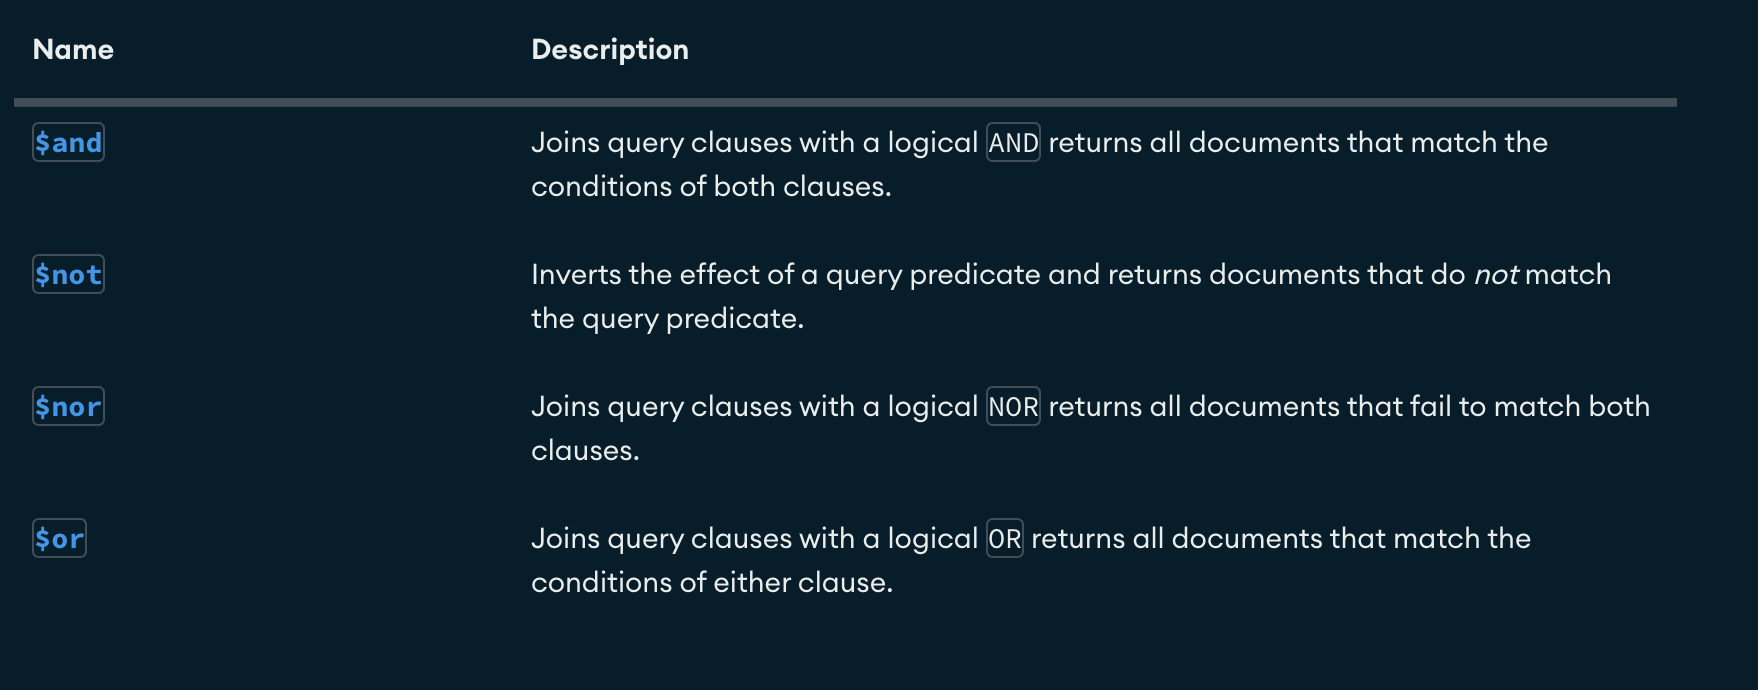 Name Description
$and Joins query clauses with a logical AND returns all documents that match the
conditions of both clauses.
$not Inverts the effect of a query predicate and returns documents that do not match
the query predicate.
$nor Joins query clauses with a logical NOR returns all documents that fail to match both
clauses.
$or Joins query clauses with a logical OR returns all documents that match the
conditions of either clause.